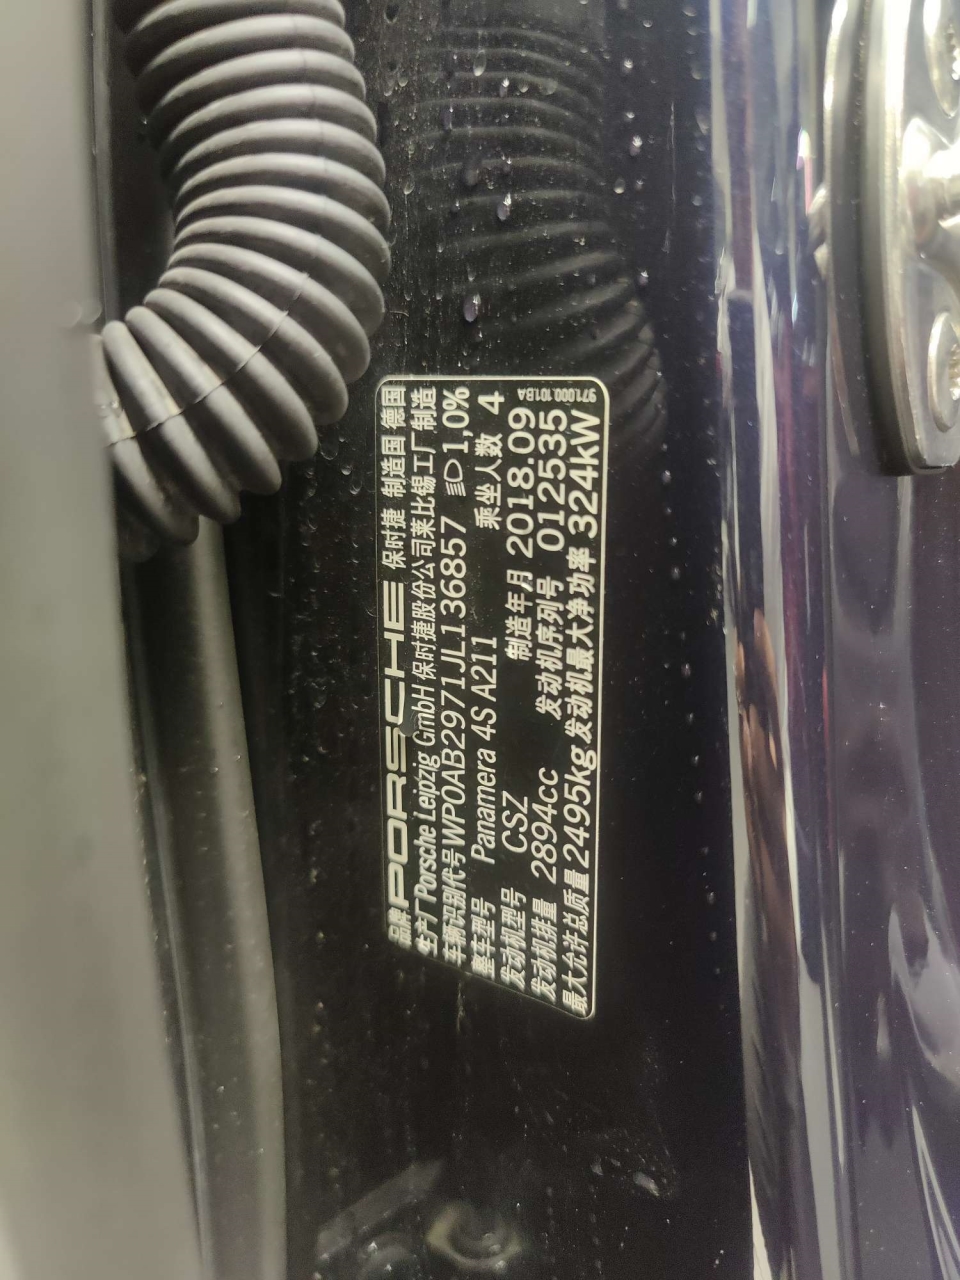 品牌 PORSCHE 保时捷 制造国 德国
生产厂 Porsche Leipzig GmbH 保时捷股份公司莱比锡工厂制造
车辆识别代号 WP0AB2971JL136857 1,0%
整车型号 Panamera 4S A211 乘坐人数 4
发动机型号 CSZ 制造年月 2018.09
发动机排量 2894cc 发动机序列号 012535
最大允许总质量 2495kg 发动机最大净功率 324kW
971.000.101.BA